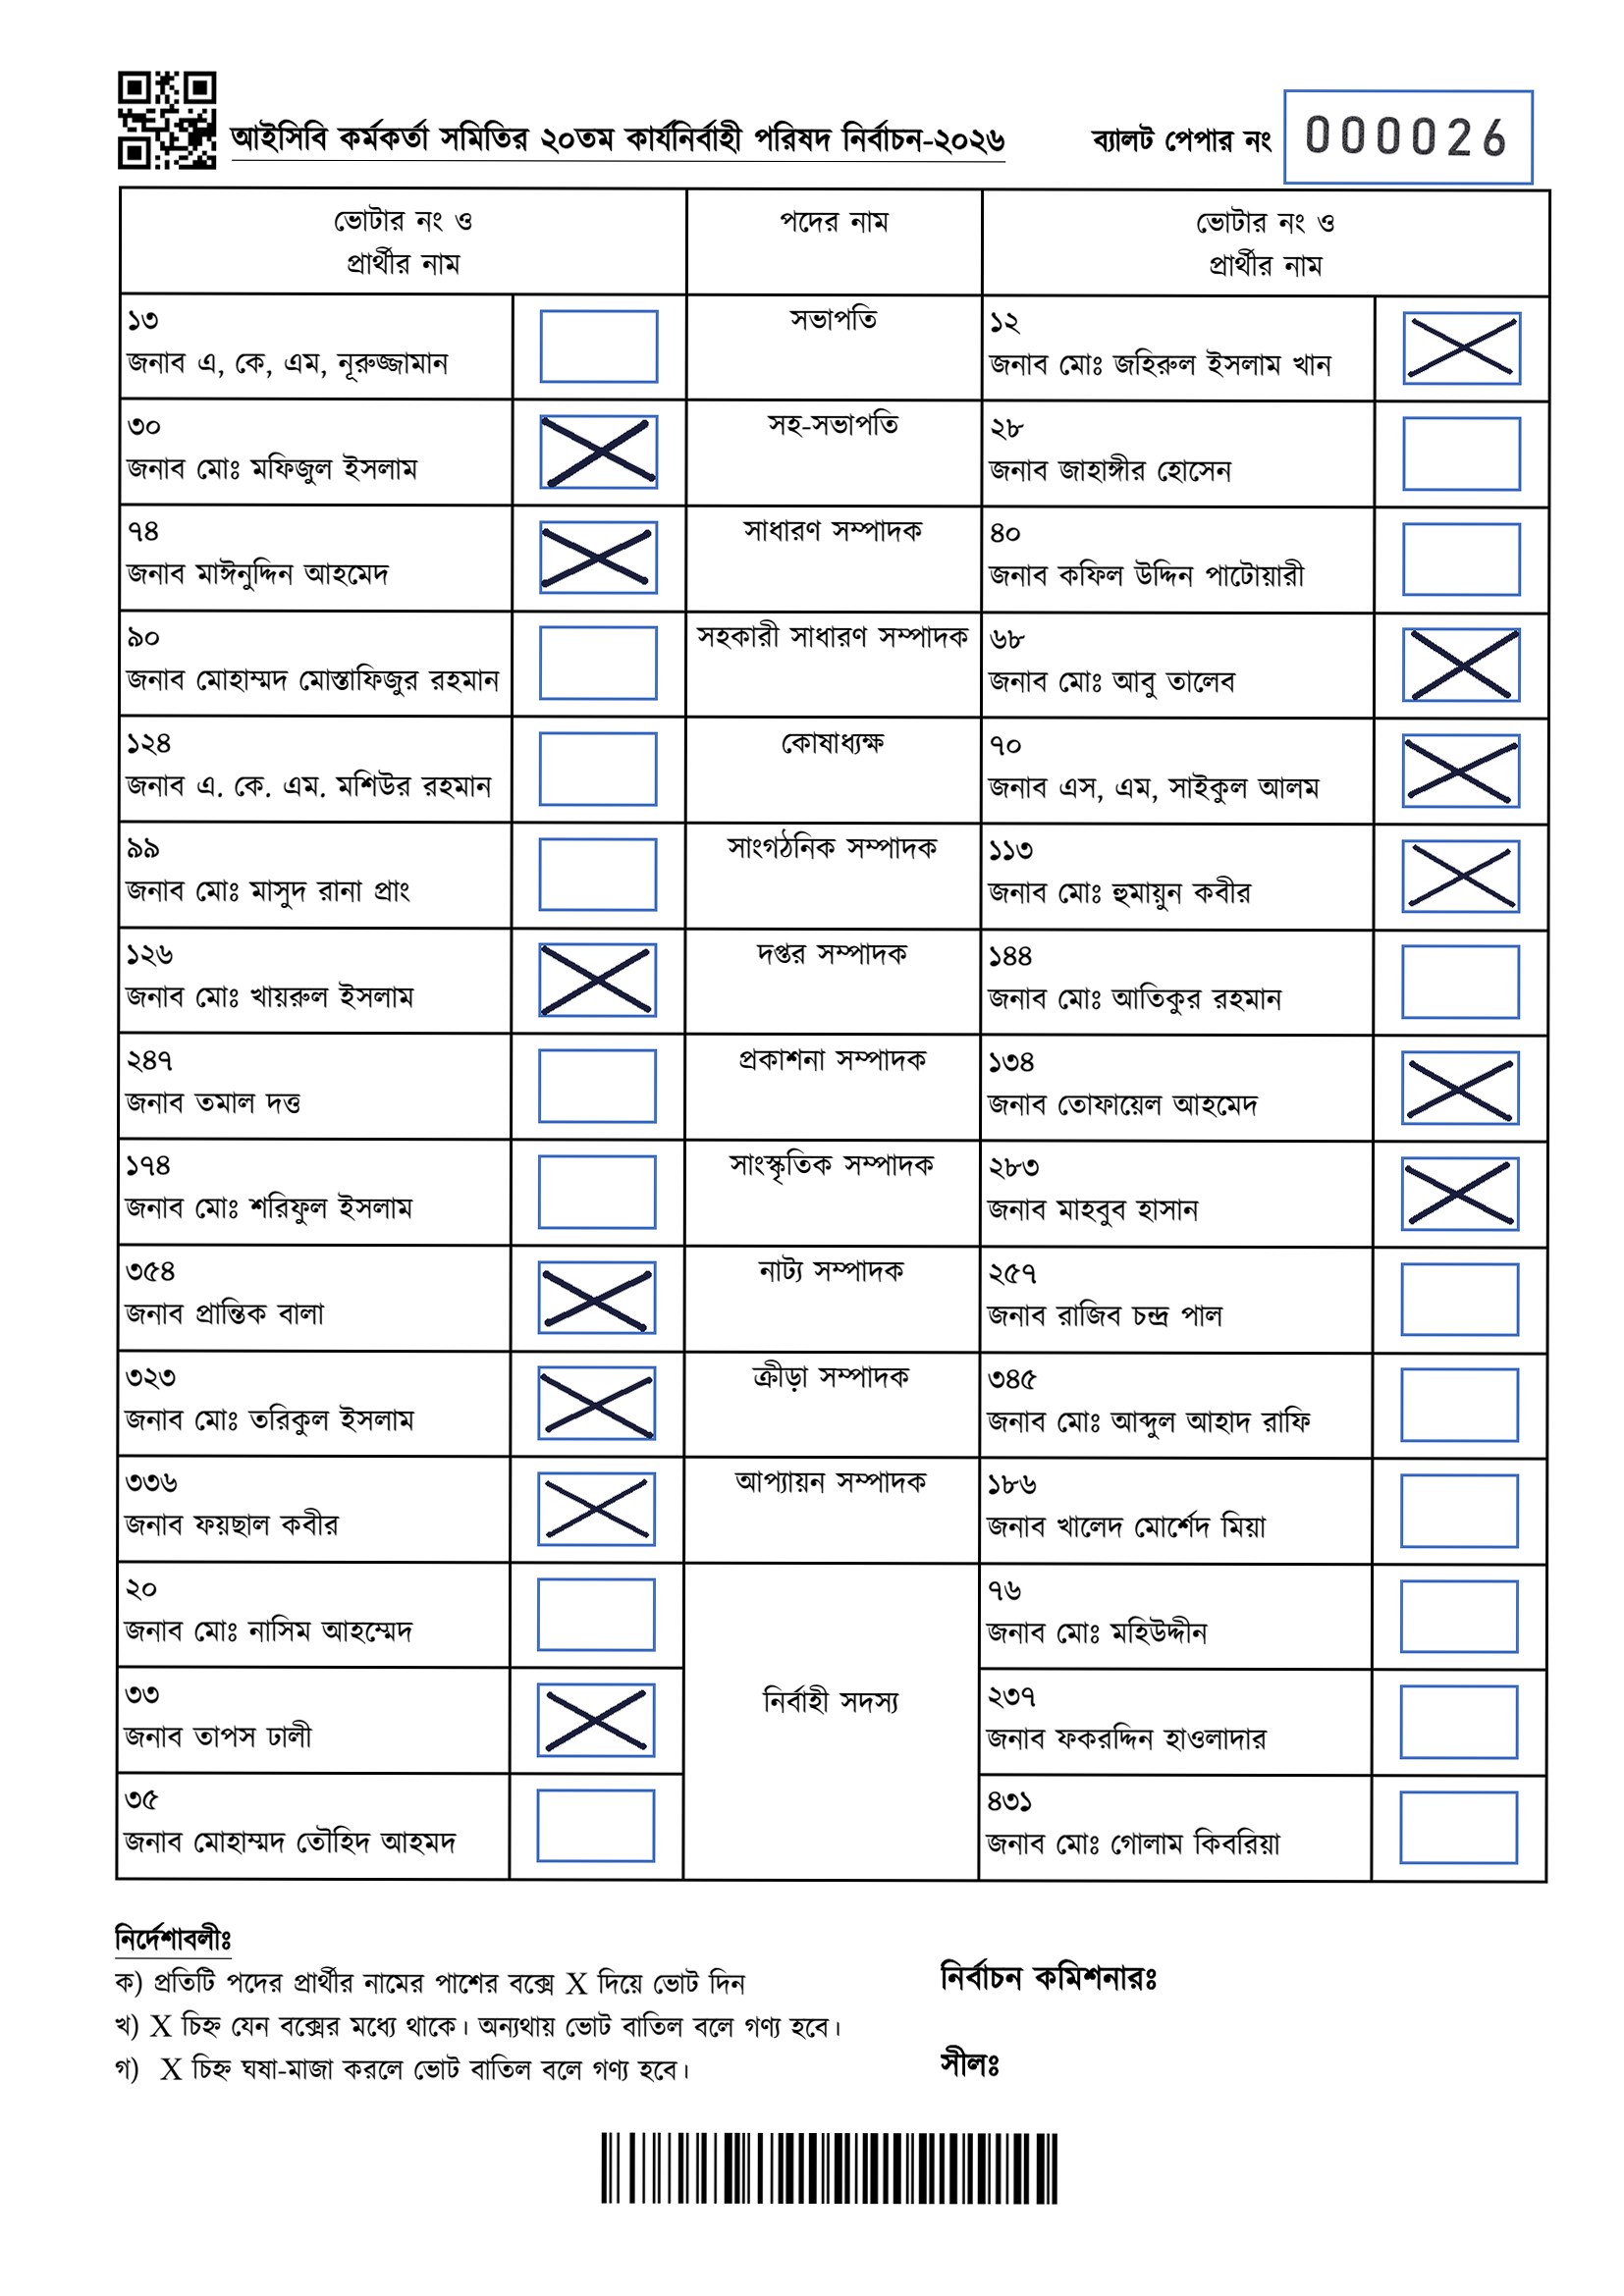 আইসিবি কর্মকর্তা সমিতির ২০তম কার্যনির্বাহী পরিষদ নির্বাচন-২০২৬ ব্যালট পেপার নং 000026
ভোটার নং ও
প্রার্থীর নাম
পদের নাম
ভোটার নং ও
প্রার্থীর নাম
১৩
জনাব এ, কে, এম, নূরুজ্জামান
সভাপতি
১২
জনাব মোঃ জহিরুল ইসলাম খান
X
৩০
জনাব মোঃ মফিজুল ইসলাম
X
সহ-সভাপতি
২৮
জনাব জাহাঙ্গীর হোসেন
৭৪
জনাব মাঈনুদ্দিন আহমেদ
X
সাধারণ সম্পাদক
৪০
জনাব কফিল উদ্দিন পাটোয়ারী
৯০
জনাব মোহাম্মদ মোস্তাফিজুর রহমান
সহকারী সাধারণ সম্পাদক
৬৮
জনাব মোঃ আবু তালেব
X
১২৪
জনাব এ. কে. এম. মশিউর রহমান
কোষাধ্যক্ষ
৭০
জনাব এস, এম, সাইকুল আলম
X
৯৯
জনাব মোঃ মাসুদ রানা প্রাং
সাংগঠনিক সম্পাদক
১১৩
জনাব মোঃ হুমায়ুন কবীর
X
১২৬
জনাব মোঃ খায়রুল ইসলাম
X
দপ্তর সম্পাদক
১৪৪
জনাব মোঃ আতিকুর রহমান
২৪৭
জনাব তমাল দত্ত
প্রকাশনা সম্পাদক
১৩৪
জনাব তোফায়েল আহমেদ
X
১৭৪
জনাব মোঃ শরিফুল ইসলাম
সাংস্কৃতিক সম্পাদক
২৮৩
জনাব মাহবুব হাসান
X
৩৫৪
জনাব প্রান্তিক বালা
X
নাট্য সম্পাদক
২৫৭
জনাব রাজিব চন্দ্র পাল
৩২৩
জনাব মোঃ তরিকুল ইসলাম
X
ক্রীড়া সম্পাদক
৩৪৫
জনাব মোঃ আব্দুল আহাদ রাফি
৩৩৬
জনাব ফয়ছাল কবীর
X
আপ্যায়ন সম্পাদক
১৮৬
জনাব খালেদ মোর্শেদ মিয়া
২০
জনাব মোঃ নাসিম আহম্মেদ
৭৬
জনাব মোঃ মহিউদ্দীন
৩৩
জনাব তাপস ঢালী
X
নির্বাহী সদস্য
২৩৭
জনাব ফকরদ্দিন হাওলাদার
৩৫
জনাব মোহাম্মদ তৌহিদ আহমদ
৪৩১
জনাব মোঃ গোলাম কিবরিয়া
নির্দেশাবলীঃ
ক) প্রতিটি পদের প্রার্থীর নামের পাশের বক্সে X দিয়ে ভোট দিন
খ) X চিহ্ন যেন বক্সের মধ্যে থাকে। অন্যথায় ভোট বাতিল বলে গণ্য হবে।
গ) X চিহ্ন ঘষা-মাজা করলে ভোট বাতিল বলে গণ্য হবে।
নির্বাচন কমিশনারঃ
সীলঃ